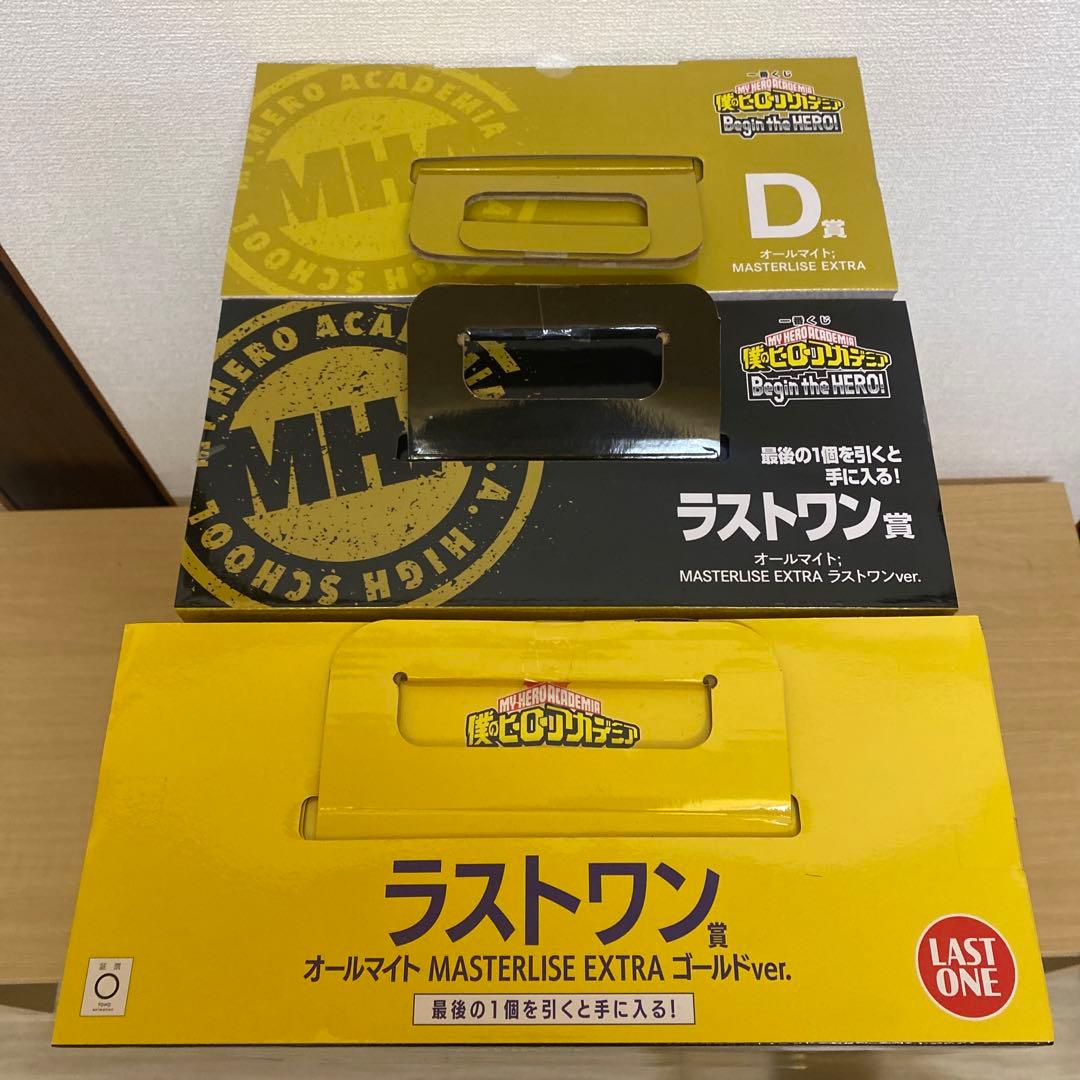 MY HERO ACADEMIA
MHA
HIGH SCHOOL
一番くじ
MY HERO ACADEMIA
僕のヒーローアカデミア
Begin the HERO!
D賞
オールマイト;
MASTERLISE EXTRA
MY HERO ACADEMIA
MHA
U.A. HIGH SCHOOL
一番くじ
MY HERO ACADEMIA
僕のヒーローアカデミア
Begin the HERO!
最後の1個を引くと
手に入る!
ラストワン賞
オールマイト;
MASTERLISE EXTRA ラストワンver.
MY HERO ACADEMIA
僕のヒーローアカデミア
ラストワン賞
オールマイト MASTERLISE EXTRA ゴールドver.
最後の1個を引くと手に入る!
LAST
ONE
証票
TOHO
animation